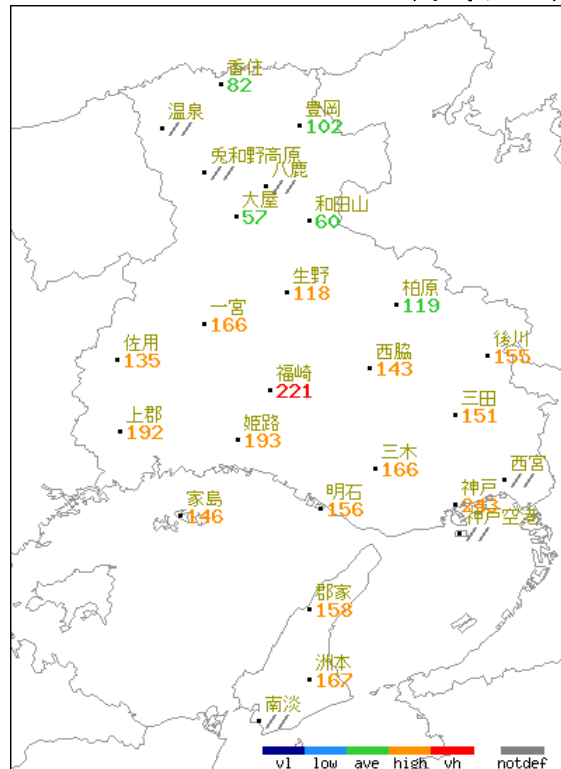 香住
82
温泉
//
豊岡
102
兎和野高原
//
八鹿
//
大屋
57
和田山
60
生野
118
柏原
119
一宮
166
佐用
135
西脇
143
後川
155
福崎
221
三田
151
上郡
192
姫路
193
三木
166
西宮
//
家島
146
明石
156
神戸
243
神戸空港
//
郡家
158
洲本
167
南淡
//
vl low ave high vh notdef